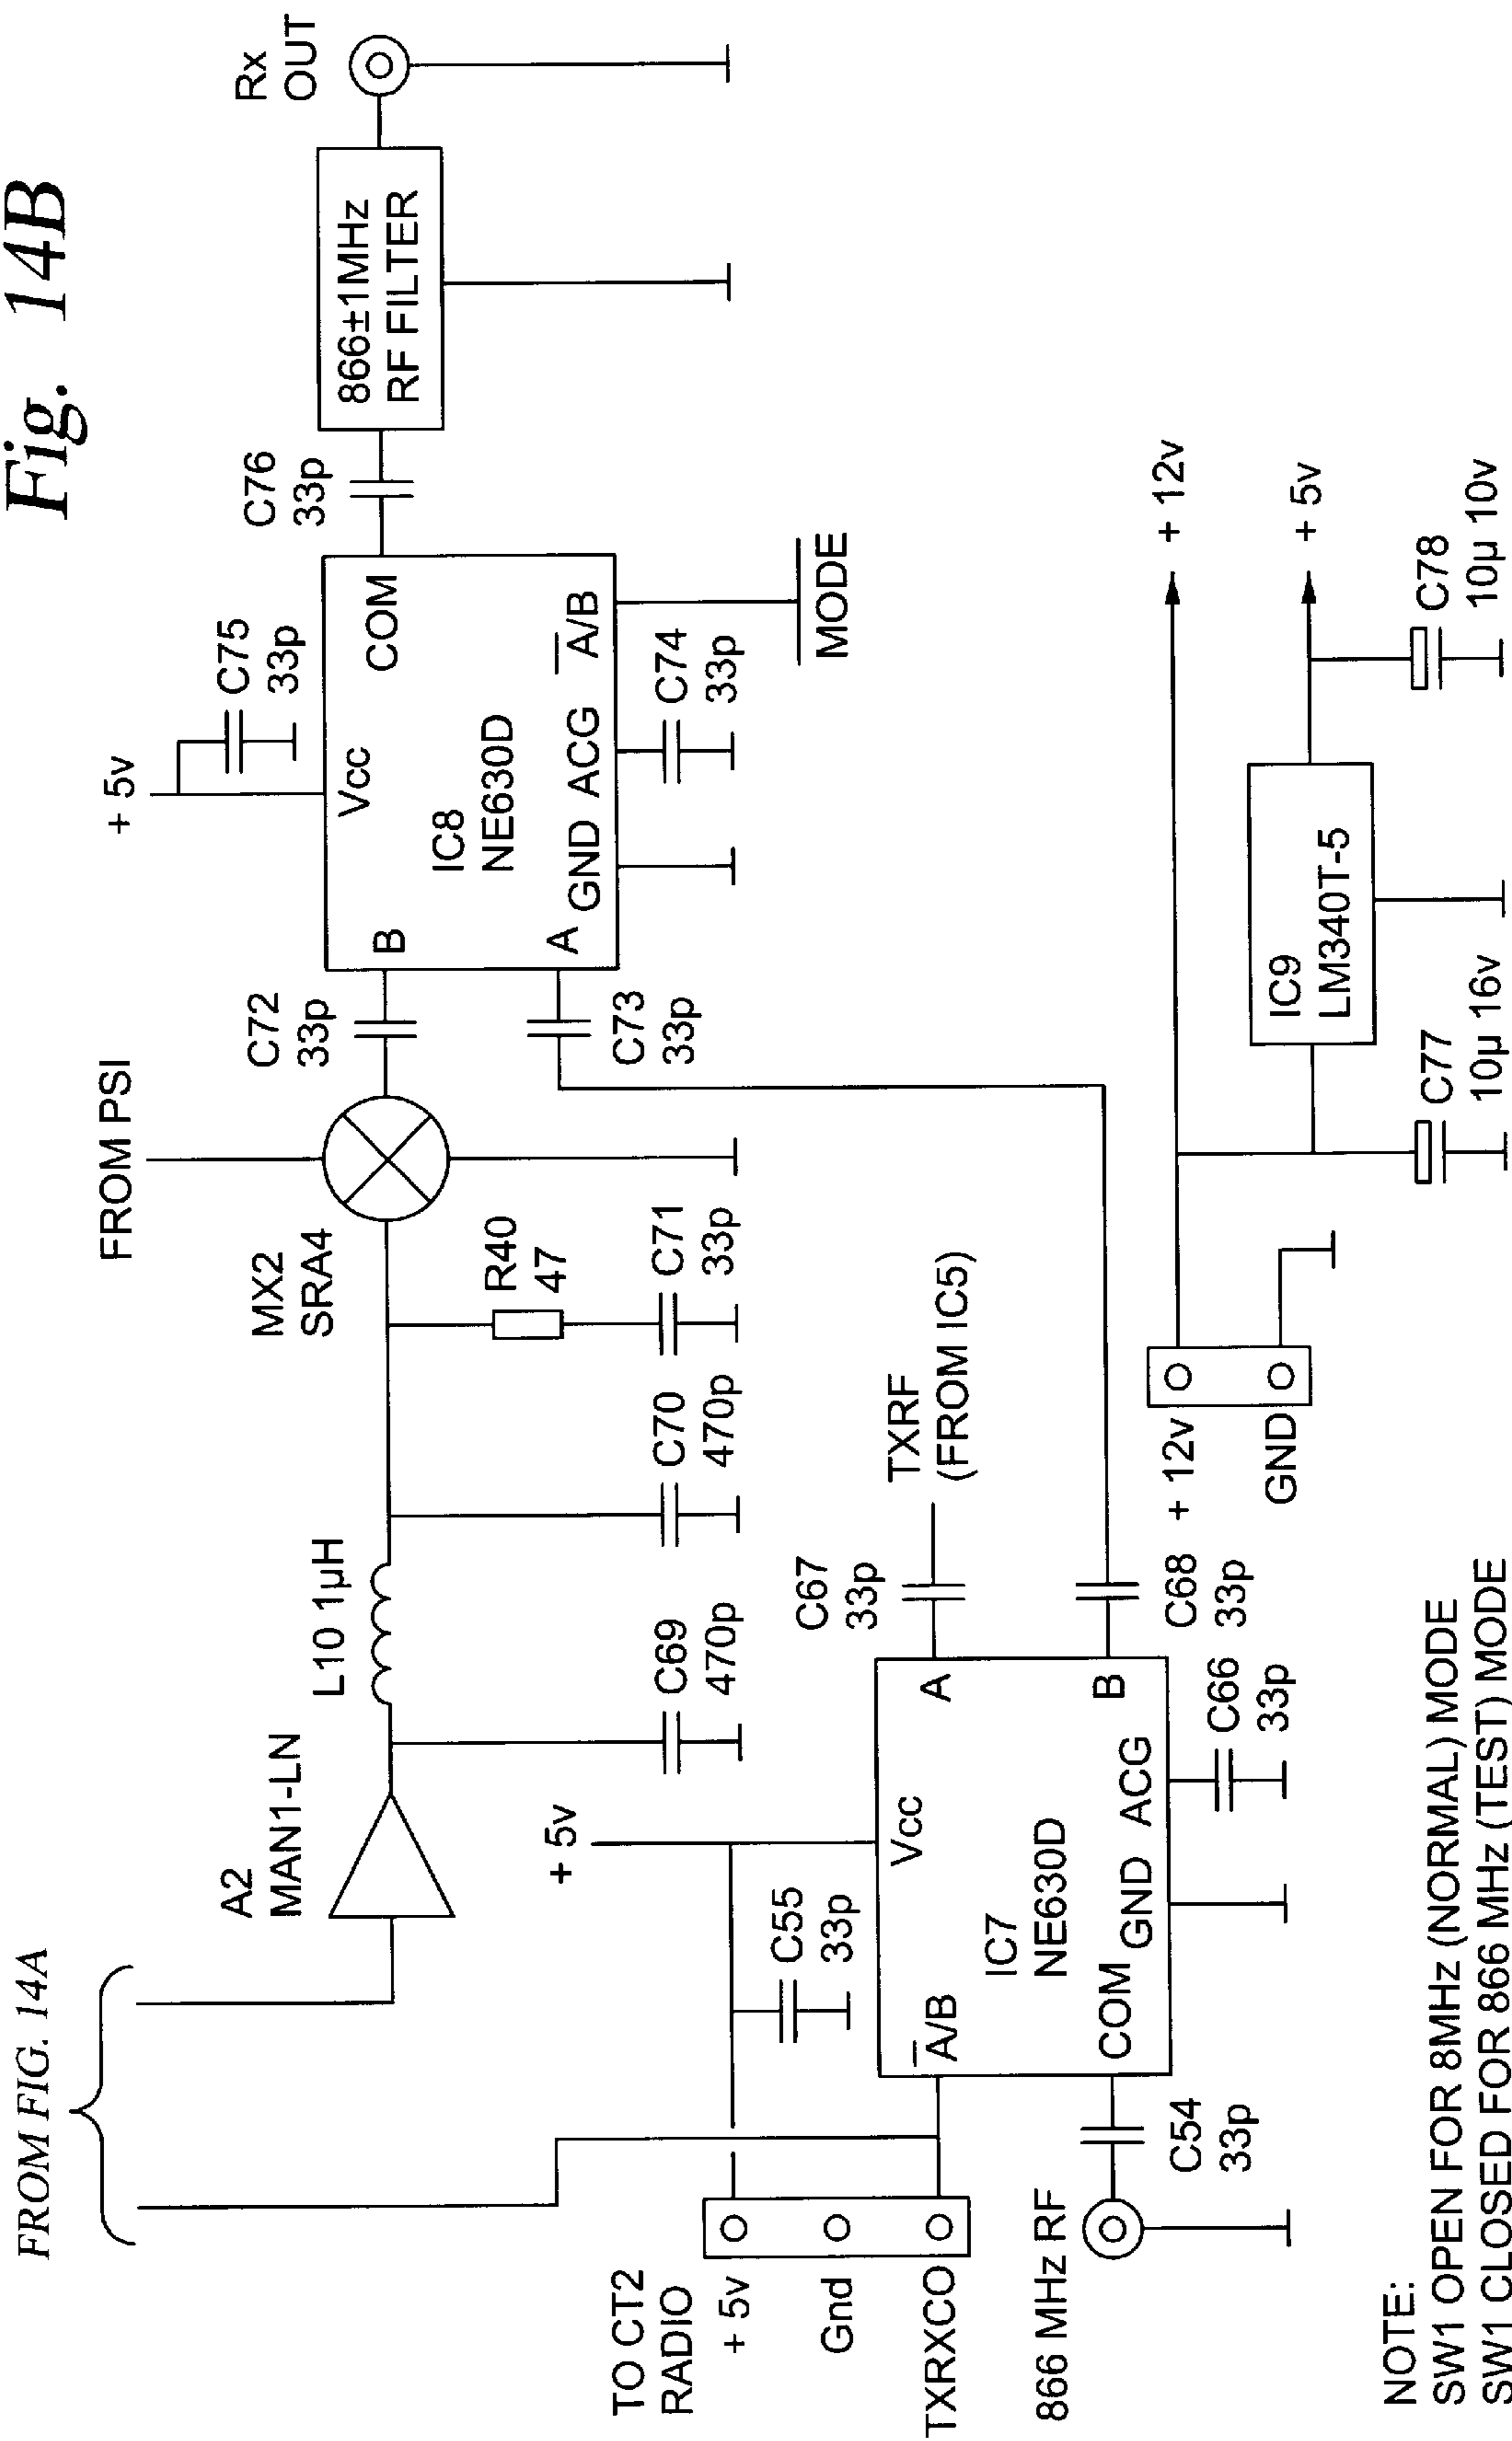 Fig. 14B
FROM FIG. 14A
A2
MAN1-LN
L10 1µH
C69
470p
C70
470p
R40
47
C71
33p
MX2
SRA4
FROM PSI
C72
33p
C73
33p
+ 5v
C75
33p
B
Vcc
COM
IC8
NE630D
A
GND
ACG
A̅/B
C74
33p
MODE
C76
33p
866±1MHz
RF FILTER
Rx
OUT
TO CT2
RADIO
+ 5v
Gnd
TXRXCO
866 MHz RF
C54
33p
+ 5v
C55
33p
A̅/B
Vcc
A
IC7
NE630D
COM
GND
ACG
B
C66
33p
C67
33p
TXRF
(FROM IC5)
C68
33p
+ 12v
GND
+ 12v
IC9
LM340T-5
+ 5v
C77
10µ 16v
C78
10µ 10v
NOTE:
SW1 OPEN FOR 8MHz (NORMAL) MODE
SW1 CLOSED FOR 866 MHz (TEST) MODE